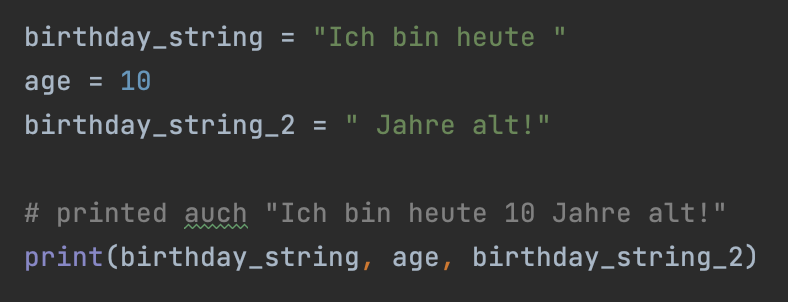 birthday_string = "Ich bin heute "
age = 10
birthday_string_2 = " Jahre alt!"
# printed auch "Ich bin heute 10 Jahre alt!"
print(birthday_string, age, birthday_string_2)